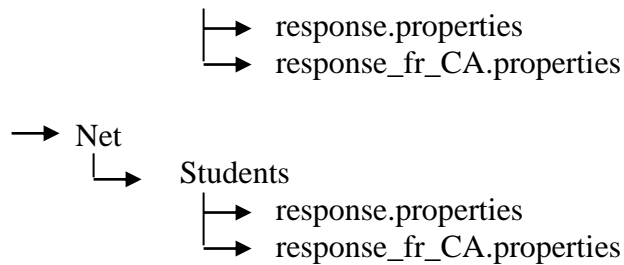 response.properties
response_fr_CA.properties
Net
Students
response.properties
response_fr_CA.properties